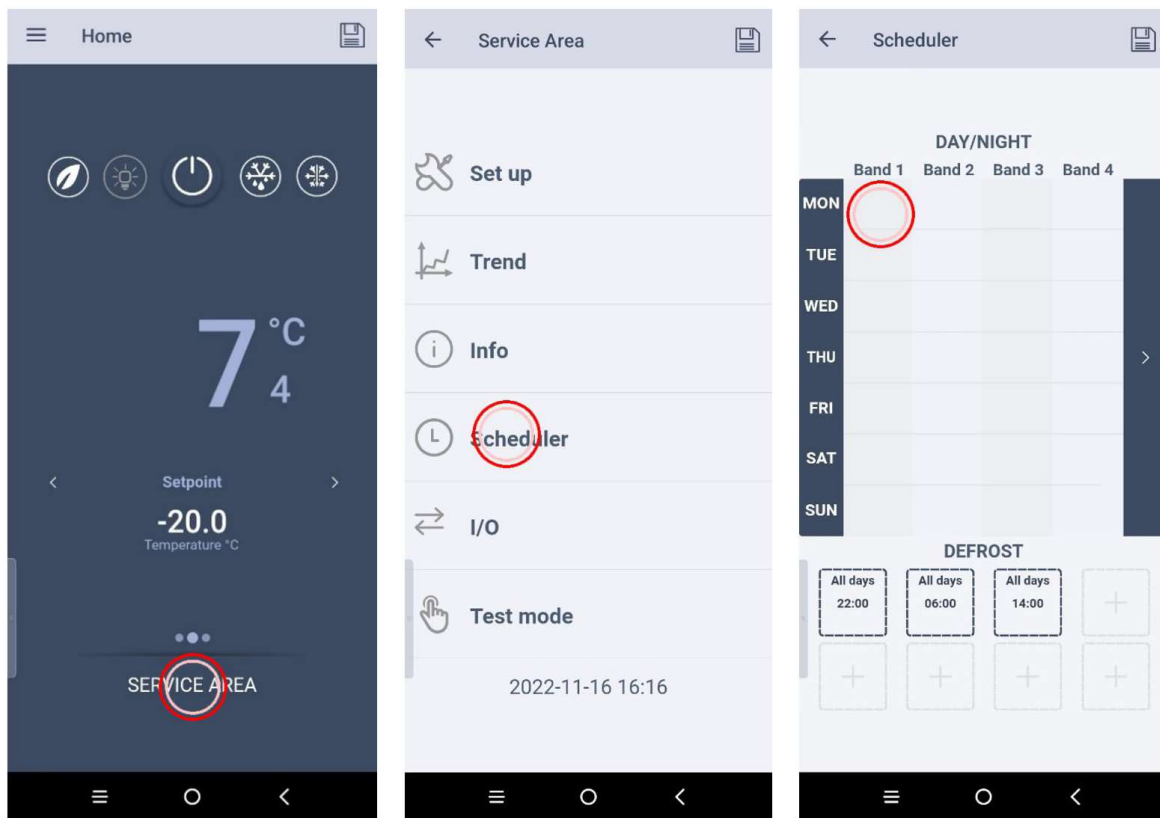 Home
7 °C
4
Setpoint
-20.0
Temperature °C
SERVICE AREA
Service Area
Set up
Trend
Info
Scheduler
I/O
Test mode
2022-11-16 16:16
Scheduler
DAY/NIGHT
Band 1 Band 2 Band 3 Band 4
MON
TUE
WED
THU
FRI
SAT
SUN
DEFROST
All days All days All days
22:00 06:00 14:00